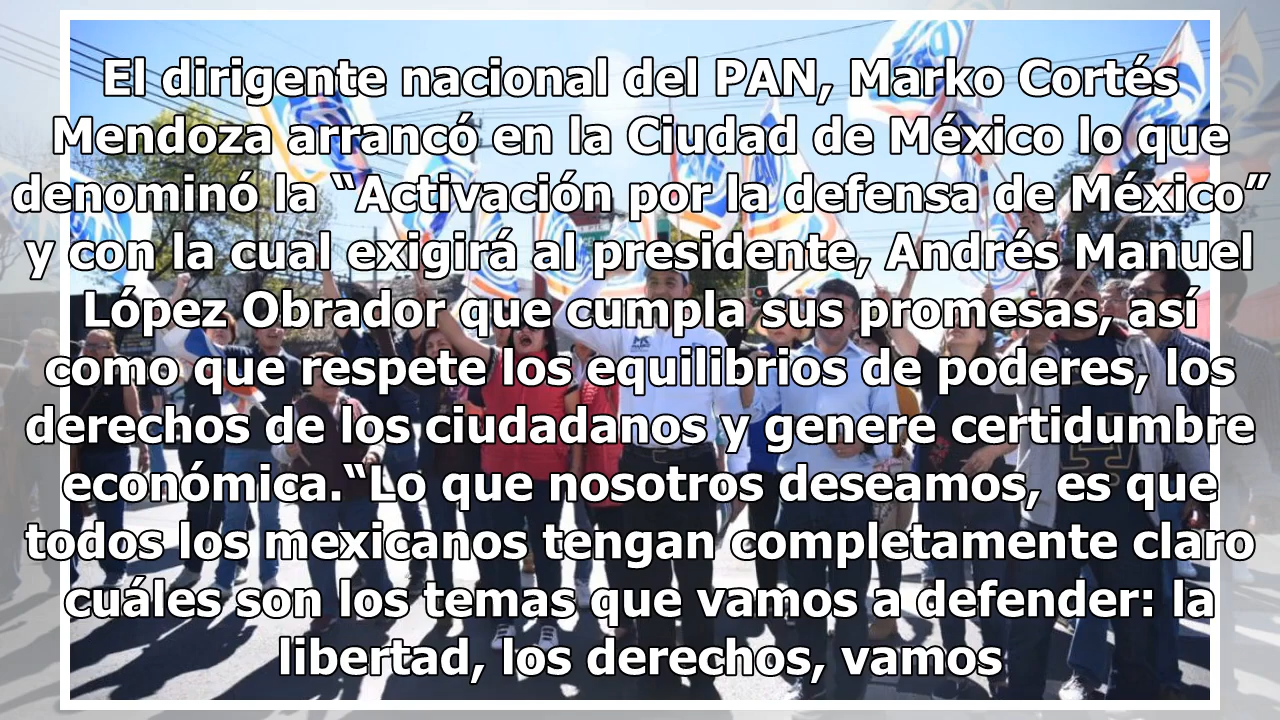 El dirigente nacional del PAN, Marko Cortés
Mendoza arrancó en la Ciudad de México lo que
denominó la “Activación por la defensa de México”
y con la cual exigirá al presidente, Andrés Manuel
López Obrador que cumpla sus promesas, así
como que respete los equilibrios de poderes, los
derechos de los ciudadanos y genere certidumbre
económica.“Lo que nosotros deseamos, es que
todos los mexicanos tengan completamente claro
cuáles son los temas que vamos a defender: la
libertad, los derechos, vamos